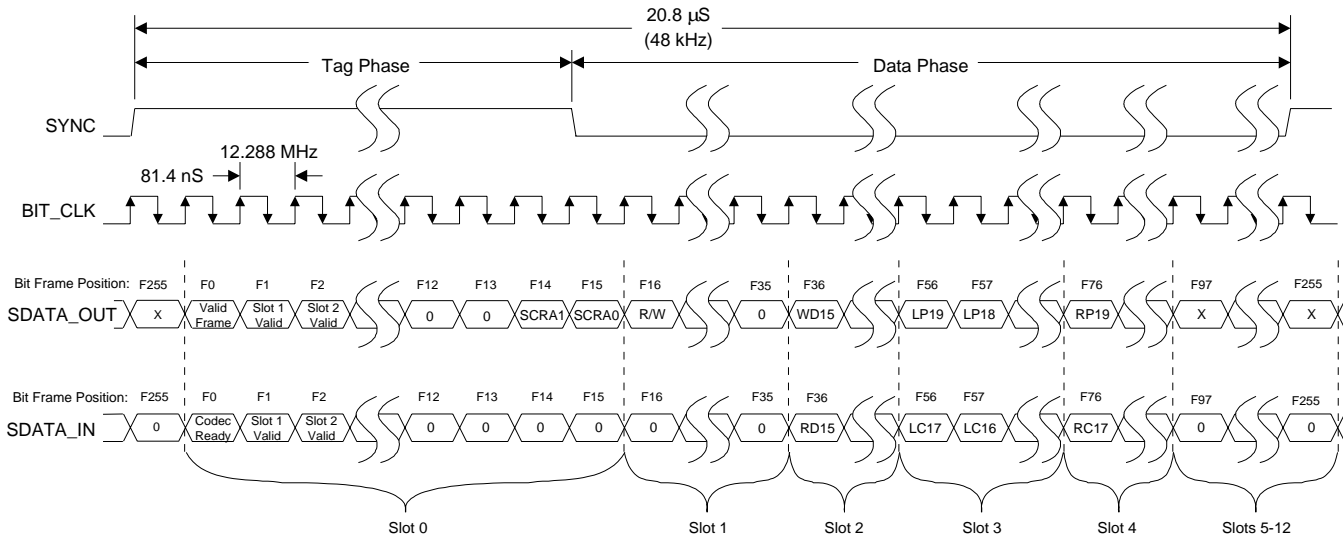 20.8 µS
(48 kHz)
Tag Phase
Data Phase
SYNC
12.288 MHz
81.4 nS
BIT_CLK
Bit Frame Position: F255 F0 F1 F2 F12 F13 F14 F15 F16 F35 F36 F56 F57 F76 F97 F255
SDATA_OUT X Valid Frame Slot 1 Valid Slot 2 Valid 0 0 SCRA1 SCRA0 R/W 0 WD15 LP19 LP18 RP19 X X
Bit Frame Position: F255 F0 F1 F2 F12 F13 F14 F15 F16 F35 F36 F56 F57 F76 F97 F255
SDATA_IN 0 Codec Ready Slot 1 Valid Slot 2 Valid 0 0 0 0 0 0 RD15 LC17 LC16 RC17 0 0
Slot 0 Slot 1 Slot 2 Slot 3 Slot 4 Slots 5-12